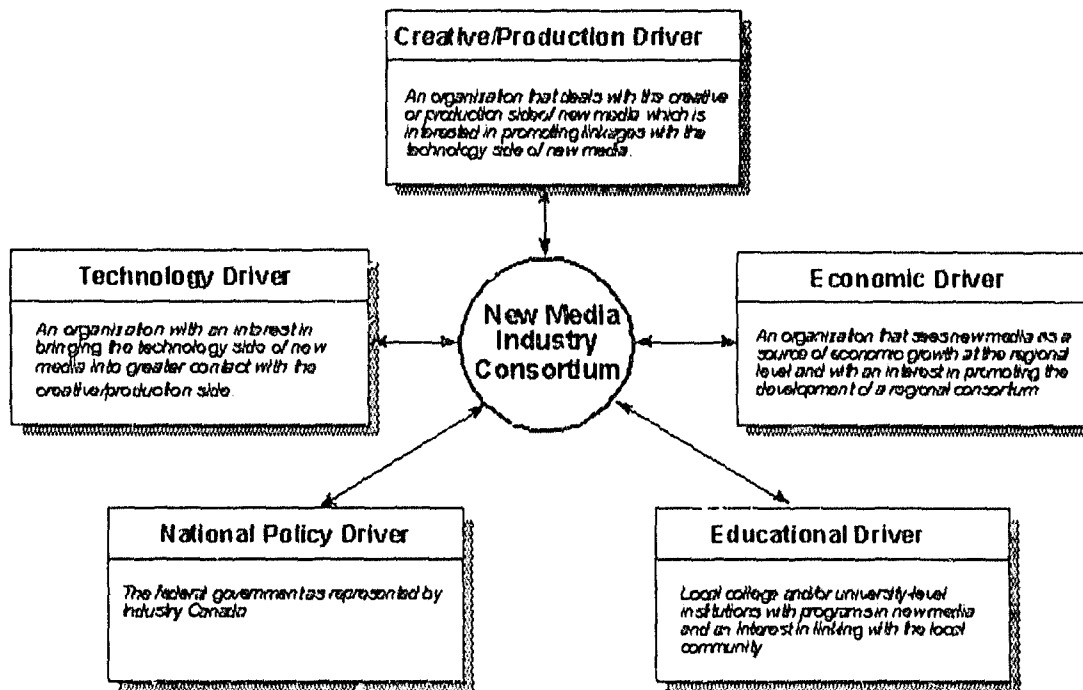 Creative/Production Driver
An organization that deals with the creative
or production side of new media which is
interested in promoting linkages with the
technology side of new media.
Technology Driver
An organization with an interest in
bringing the technology side of new
media into greater contact with the
creative/production side.
New Media
Industry
Consortium
Economic Driver
An organization that sees new media as a
source of economic growth at the regional
level and with an interest in promoting the
development of a regional consortium
National Policy Driver
The federal government as represented by
Industry Canada
Educational Driver
Local college and/or university-level
institutions with programs in new media
and an interest in linking with the local
community